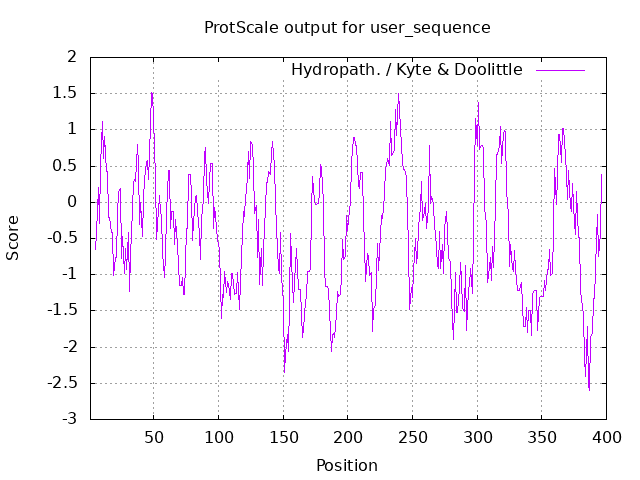 ProtScale output for user_sequence
Hydropath. / Kyte & Doolittle
2
1.5
1
0.5
0
-0.5
-1
-1.5
-2
-2.5
-3
Score
50 100 150 200 250 300 350 400
Position